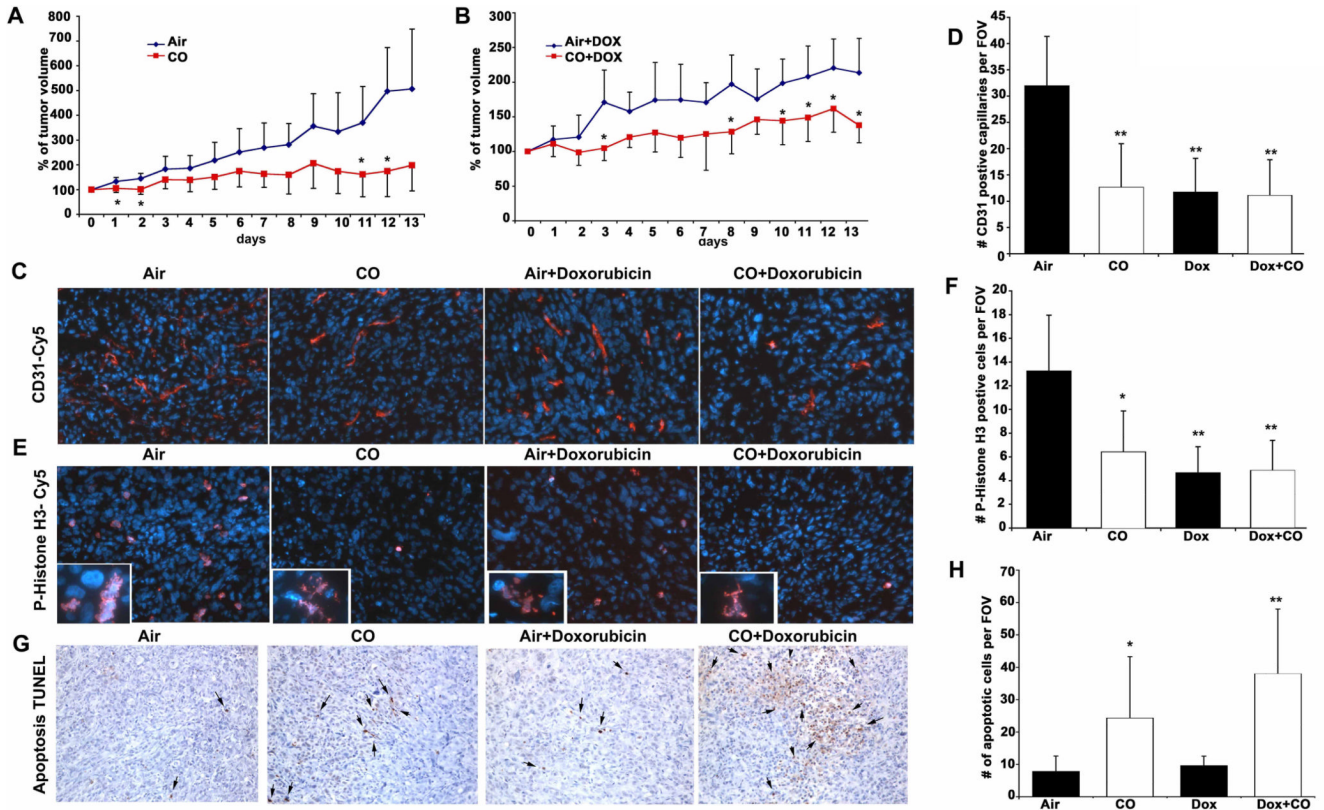 A
800
700
600
500
400
300
200
100
0
% of tumor volume
Air
CO
0 1 2 3 4 5 6 7 8 9 10 11 12 13
days
* * * *
B
300
250
200
150
100
50
0
% of tumor volume
Air+DOX
CO+DOX
0 1 2 3 4 5 6 7 8 9 10 11 12 13
days
* * * * * *
D
45
40
35
30
25
20
15
10
5
0
# CD31 postive capillaries per FOV
** ** **
Air CO Dox Dox+CO
C
Air CO Air+Doxorubicin CO+Doxorubicin
CD31-Cy5
E
Air CO Air+Doxorubicin CO+Doxorubicin
P-Histone H3- Cy5
F
20
18
16
14
12
10
8
6
4
2
0
# P-Histone H3 postive cels per FOV
* ** **
Air CO Dox Dox+CO
G
Air CO Air+Doxorubicin CO+Doxorubicin
Apoptosis TUNEL
H
70
60
50
40
30
20
10
0
# of apoptotic cells per FOV
* **
Air CO Dox Dox+CO